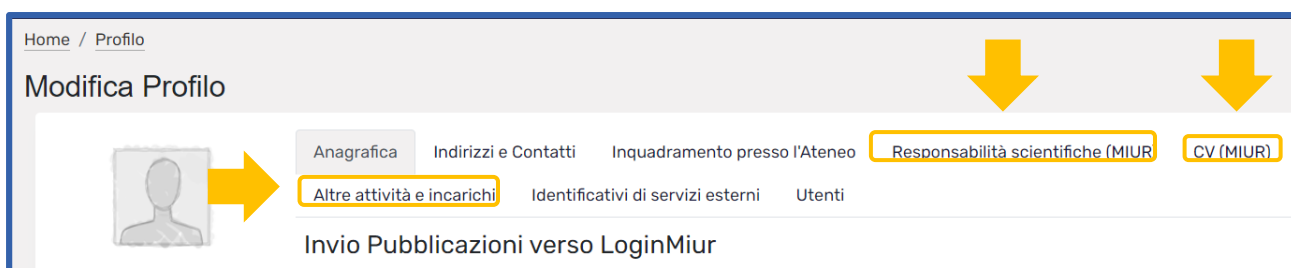 Home / Profilo
Modifica Profilo
Anagrafica Indirizzi e Contatti Inquadramento presso l'Ateneo Responsabilità scientifiche (MIUR CV (MIUR)
Altre attività e incarichi Identificativi di servizi esterni Utenti
Invio Pubblicazioni verso LoginMiur